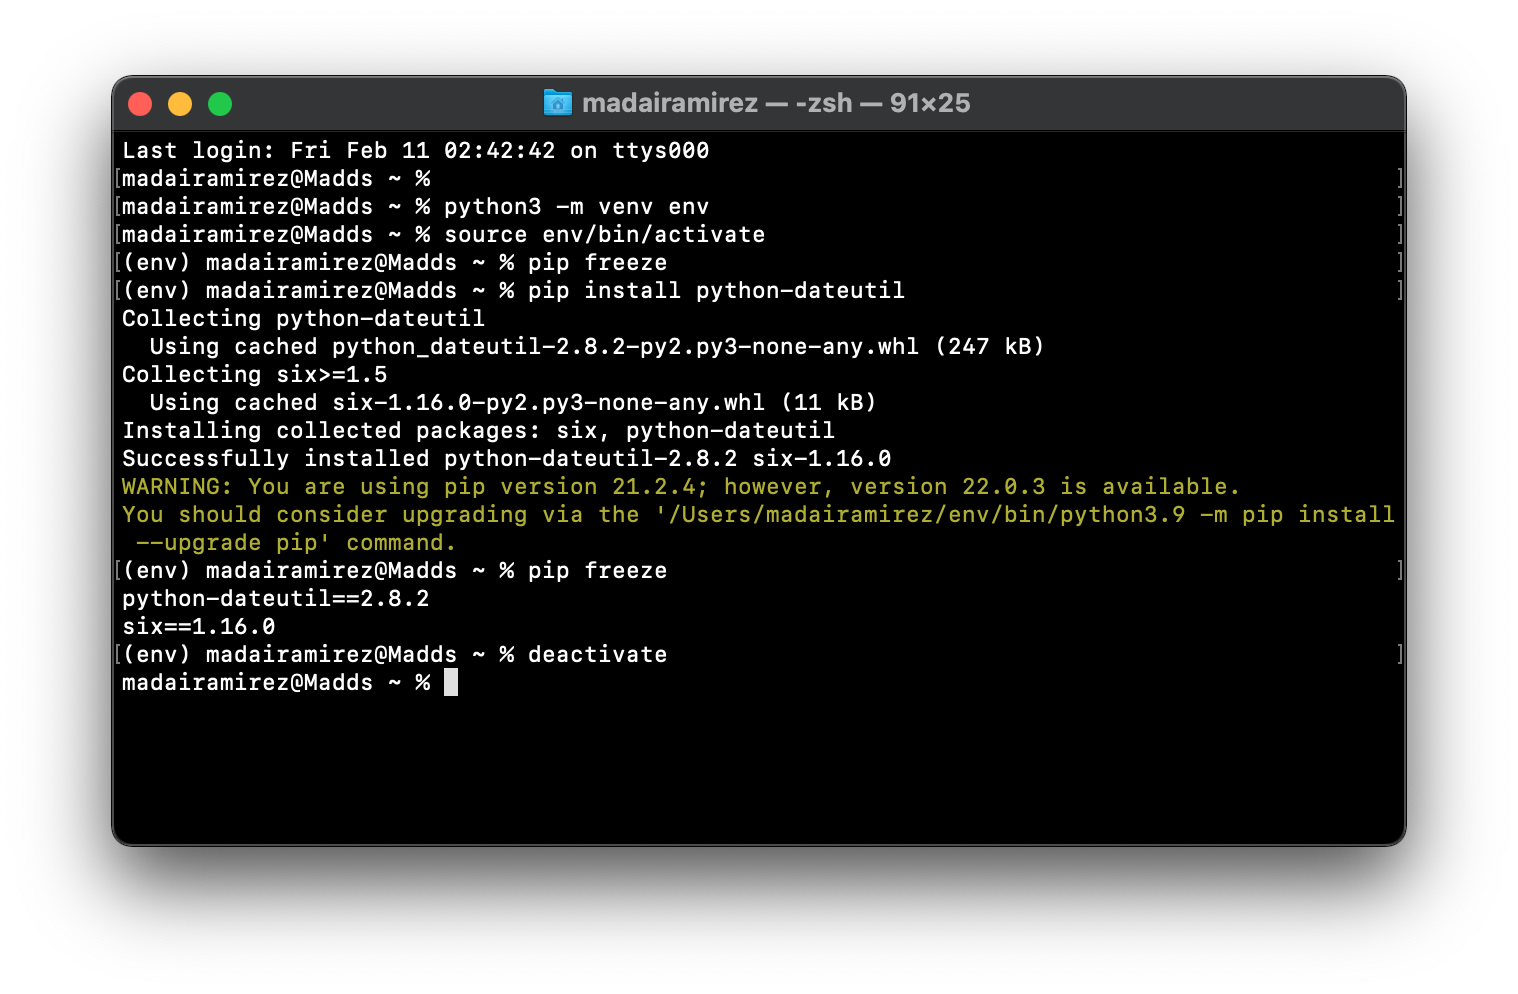 madairamirez — -zsh — 91×25
Last login: Fri Feb 11 02:42:42 on ttys000
[madairamirez@Madds ~ % ]
[madairamirez@Madds ~ % python3 -m venv env ]
[madairamirez@Madds ~ % source env/bin/activate ]
[(env) madairamirez@Madds ~ % pip freeze ]
[(env) madairamirez@Madds ~ % pip install python-dateutil ]
Collecting python-dateutil
  Using cached python_dateutil-2.8.2-py2.py3-none-any.whl (247 kB)
Collecting six>=1.5
  Using cached six-1.16.0-py2.py3-none-any.whl (11 kB)
Installing collected packages: six, python-dateutil
Successfully installed python-dateutil-2.8.2 six-1.16.0
WARNING: You are using pip version 21.2.4; however, version 22.0.3 is available.
You should consider upgrading via the '/Users/madairamirez/env/bin/python3.9 -m pip install
 --upgrade pip' command.
[(env) madairamirez@Madds ~ % pip freeze ]
python-dateutil==2.8.2
six==1.16.0
[(env) madairamirez@Madds ~ % deactivate ]
madairamirez@Madds ~ %